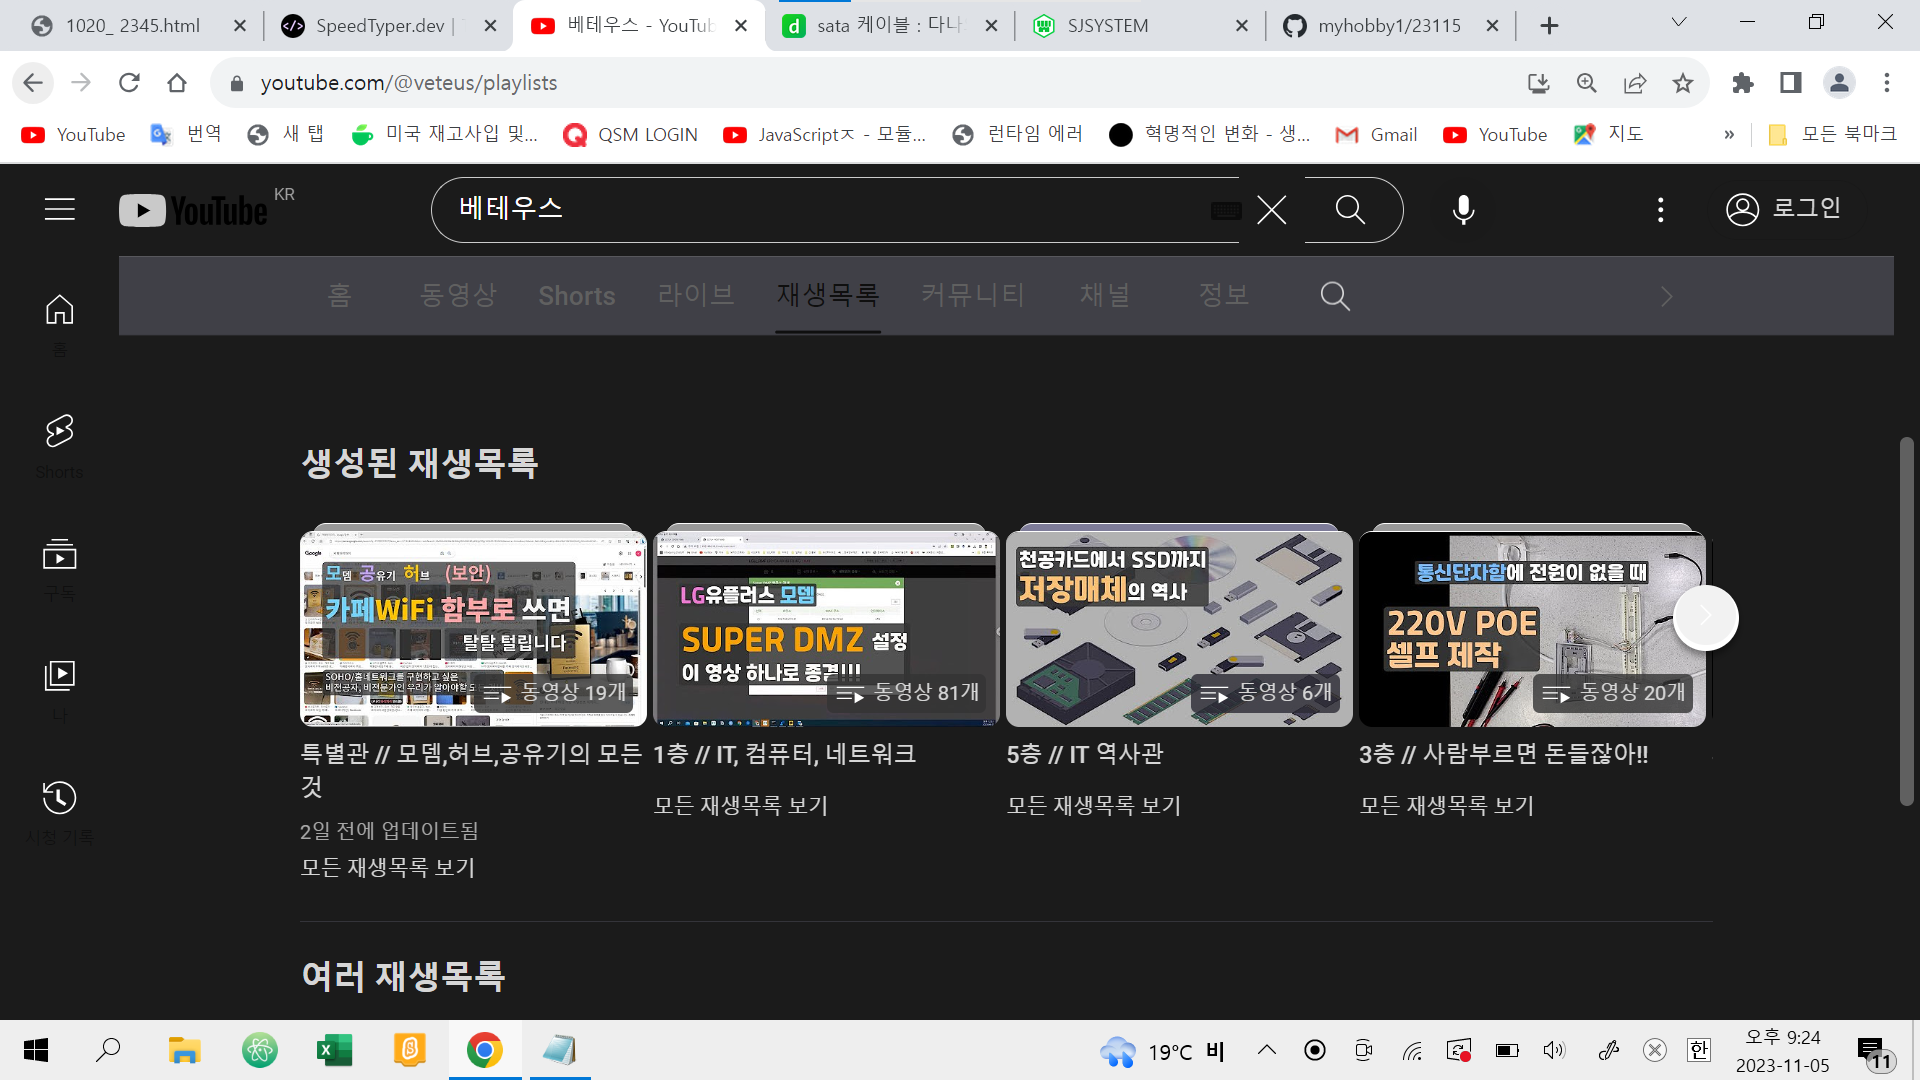 1020_ 2345.html
SpeedTyper.dev |
베테우스 - YouTub
sata 케이블 : 다나
SJSYSTEM
myhobby1/23115
youtube.com/@veteus/playlists
YouTube
번역
새 탭
미국 재고사입 및...
QSM LOGIN
JavaScriptㅈ - 모듈...
런타임 에러
혁명적인 변화 - 생...
Gmail
YouTube
지도
»
모든 북마크
YouTube KR
베테우스
로그인
홈
동영상
Shorts
라이브
재생목록
커뮤니티
채널
정보
홈
Shorts
구독
나
시청 기록
생성된 재생목록
모뎀 공유기 허브 (보안)
카페WiFi 함부로 쓰면
탈탈 털립니다
SOHO/홈네트워크를 구현하고 싶은
동영상 19개
LG유플러스 모뎀
SUPER DMZ 설정
이 영상 하나로 종결!!!
동영상 81개
천공카드에서 SSD까지
저장매체의 역사
동영상 6개
통신단자함에 전원이 없을 때
220V POE
셀프 제작
동영상 20개
특별관 // 모뎀,허브,공유기의 모든
것
2일 전에 업데이트됨
모든 재생목록 보기
1층 // IT, 컴퓨터, 네트워크
모든 재생목록 보기
5층 // IT 역사관
모든 재생목록 보기
3층 // 사람부르면 돈들잖아!!
모든 재생목록 보기
여러 재생목록
19°C 비
한
오후 9:24
2023-11-05
11